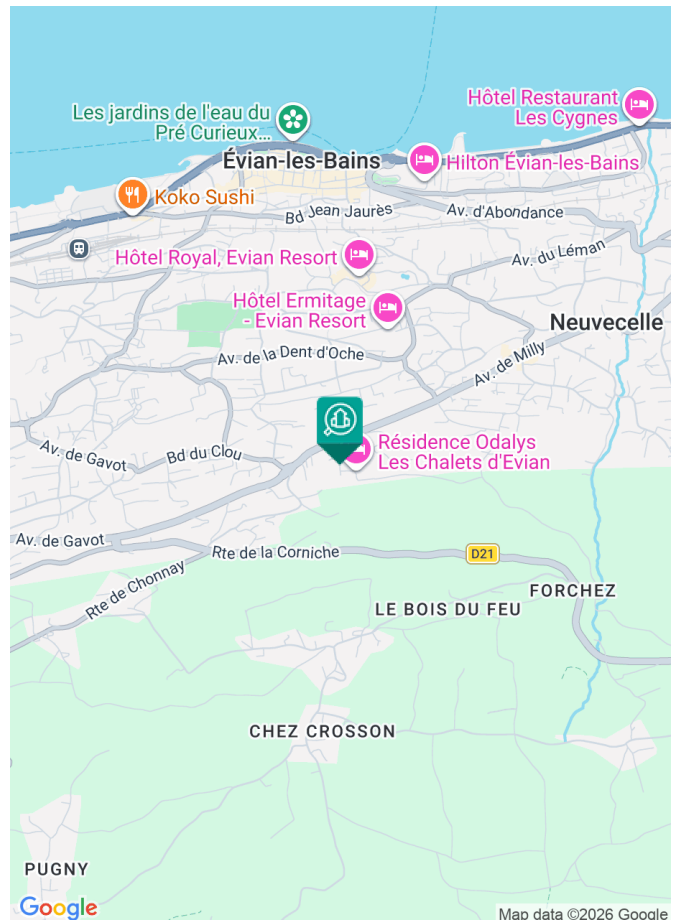 Hôtel Restaurant
Les Cygnes
Les jardins de l'eau du
Pré Curieux...
Évian-les-Bains
Hilton Évian-les-Bains
Koko Sushi
Bd Jean Jaurès
Av. d'Abondance
Hôtel Royal, Evian Resort
Av. du Léman
Hôtel Ermitage
- Evian Resort
Neuvecelle
Av. de la Dent d'Oche
Av. de Milly
Résidence Odalys
Les Chalets d'Evian
Av. de Gavot
Bd du Clou
Av. de Gavot
Rte de la Corniche
D21
Rte de Chonnay
FORCHEZ
LE BOIS DU FEU
CHEZ CROSSON
PUGNY
Google
Map data ©2026 Google